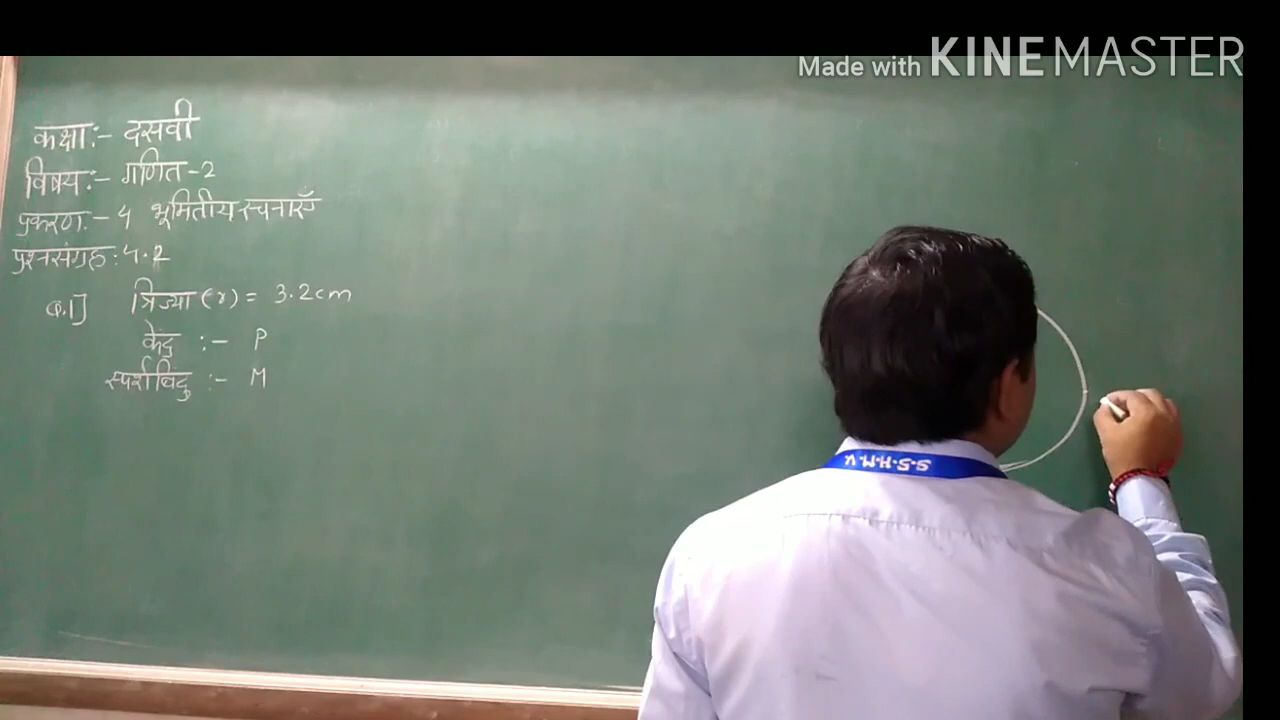 Made with KINEMASTER
कक्षा:- दसवी
विषय:- गणित-2
प्रकरण:- 4 भूमितीय रचनाएँ
प्रश्नसंग्रह: 4.2
Q.1] त्रिज्या (r) = 3.2cm
केंद्र :- P
स्पर्शबिंदु :- M
S.S.H.M.V